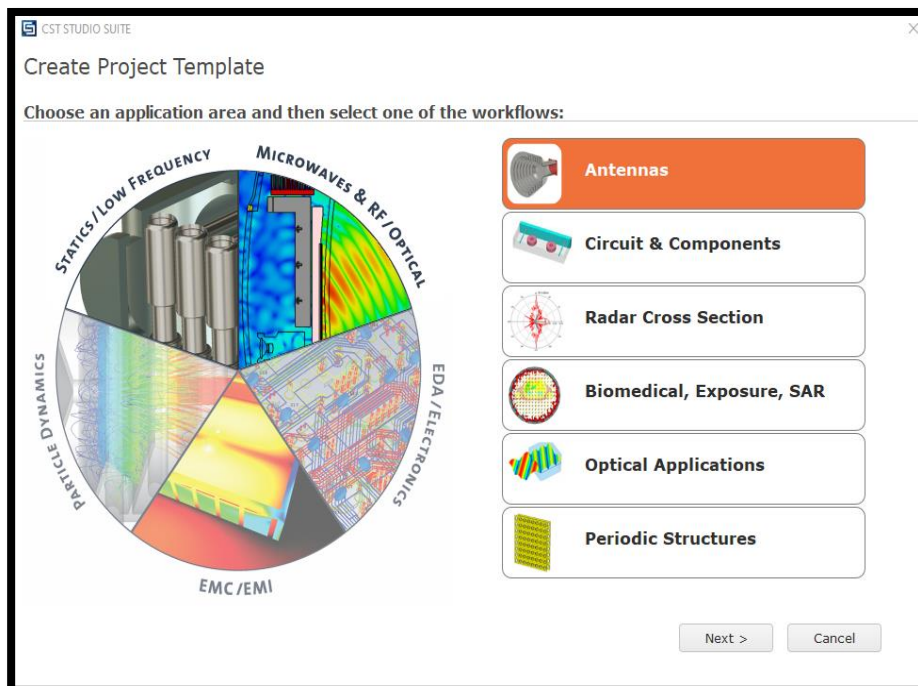 CST STUDIO SUITE
Create Project Template
Choose an application area and then select one of the workflows:
STATICS / LOW FREQUENCY
MICROWAVES & RF / OPTICAL
EDA / ELECTRONICS
EMC / EMI
PARTICLE DYNAMICS
Antennas
Circuit & Components
Radar Cross Section
Biomedical, Exposure, SAR
Optical Applications
Periodic Structures
Next >
Cancel